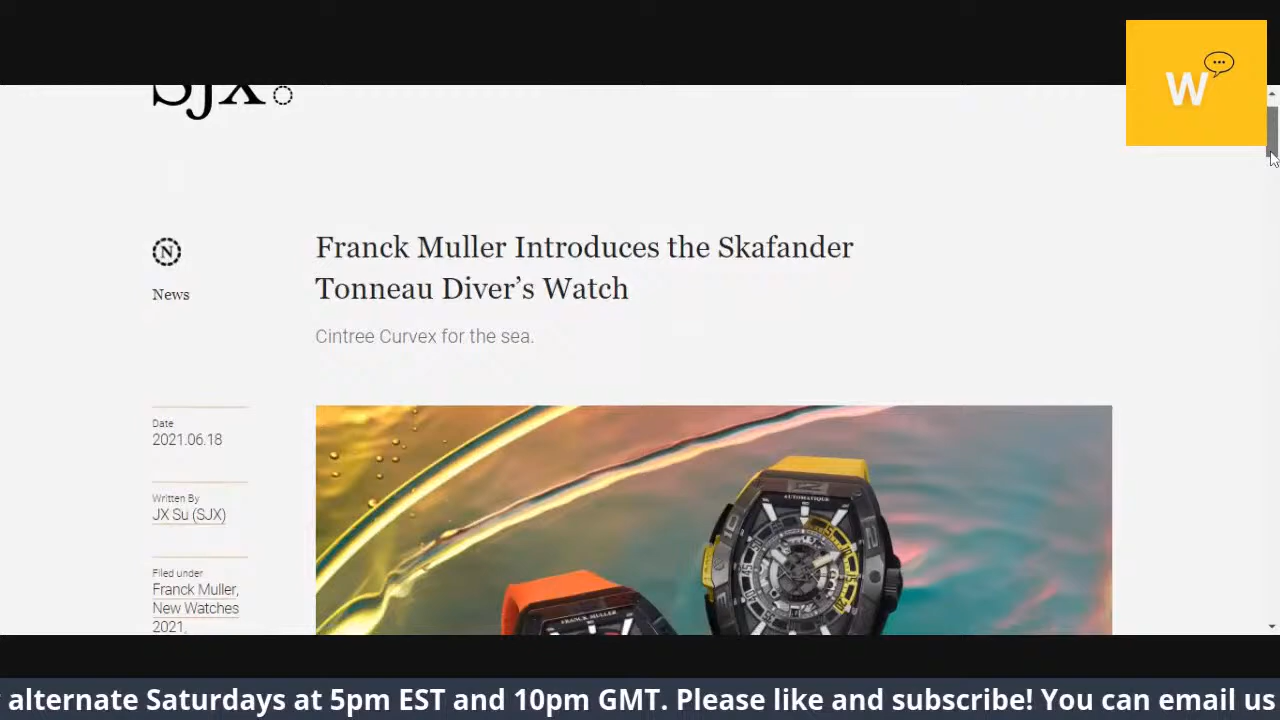 SJX
W
N
News
Franck Muller Introduces the Skafander
Tonneau Diver’s Watch
Cintree Curvex for the sea.
Date
2021.06.18
Written By
JX Su (SJX)
Filed under
Franck Muller,
New Watches
2021,
AUTOMATIQUE
FRANCK MULLER
alternate Saturdays at 5pm EST and 10pm GMT. Please like and subscribe! You can email us